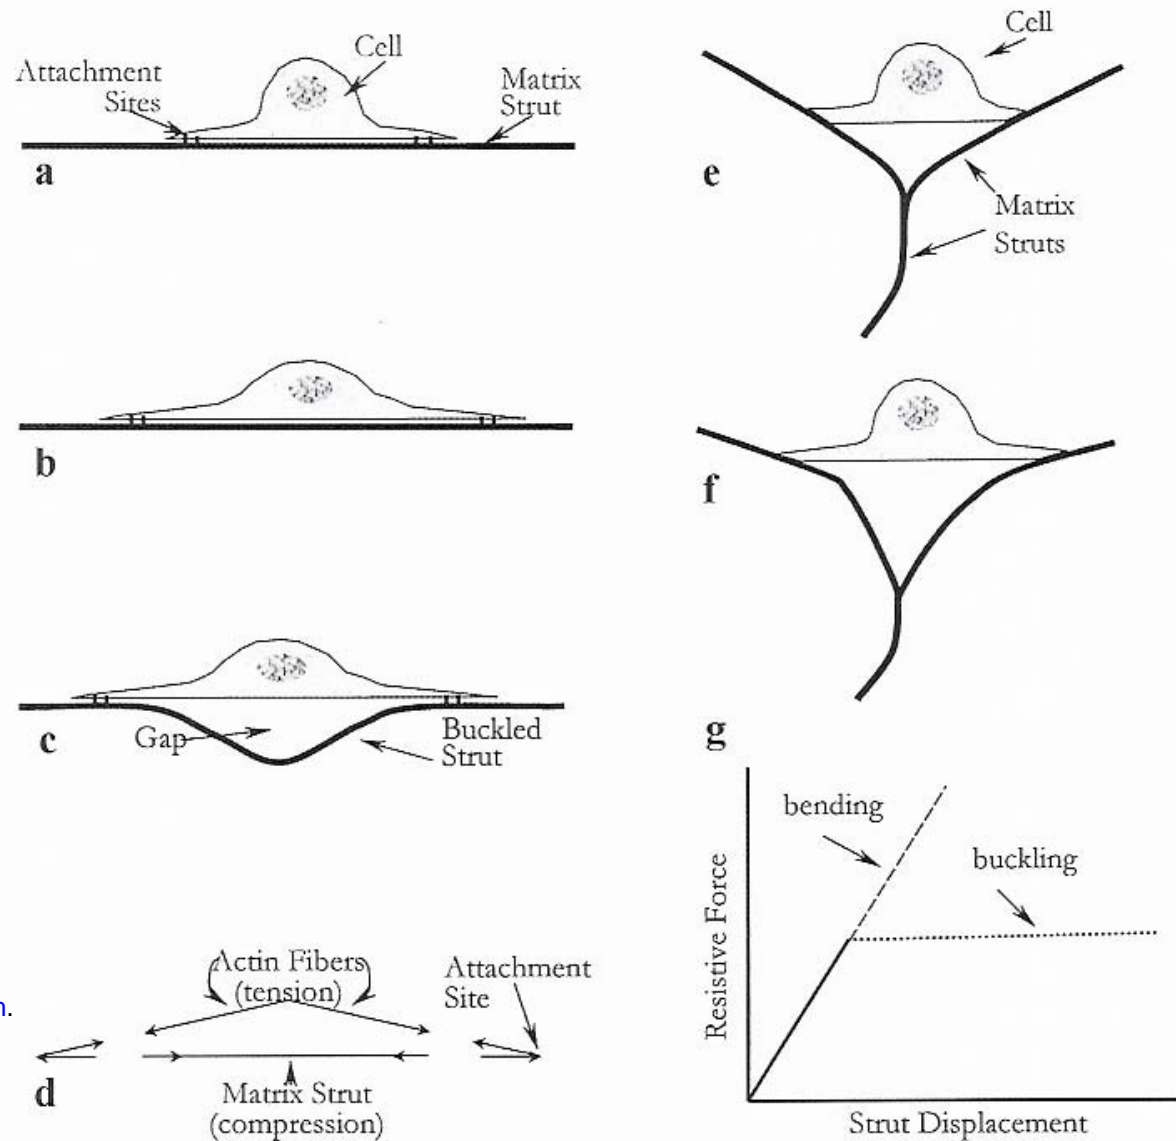 Cell
Attachment
Sites
Matrix
Strut
a
b
c
Gap
Buckled
Strut
Actin Fibers
(tension)
Attachment
Site
n.
d
Matrix Strut
(compression)
Cell
e
Matrix
Struts
f
g
bending
buckling
Resistive Force
Strut Displacement